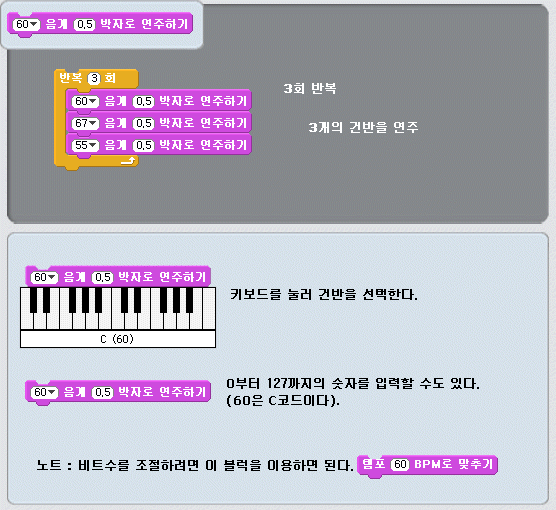 60 음계 0.5 박자로 연주하기
반복 3 회
3회 반복
60 음계 0.5 박자로 연주하기
67 음계 0.5 박자로 연주하기
3개의 건반을 연주
55 음계 0.5 박자로 연주하기
60 음계 0.5 박자로 연주하기
키보드를 눌러 건반을 선택한다.
C (60)
60 음계 0.5 박자로 연주하기
0부터 127까지의 숫자를 입력할 수도 있다.
(60은 C코드이다).
노트 : 비트수를 조절하려면 이 블럭을 이용하면 된다. 템포 60 BPM로 맞추기